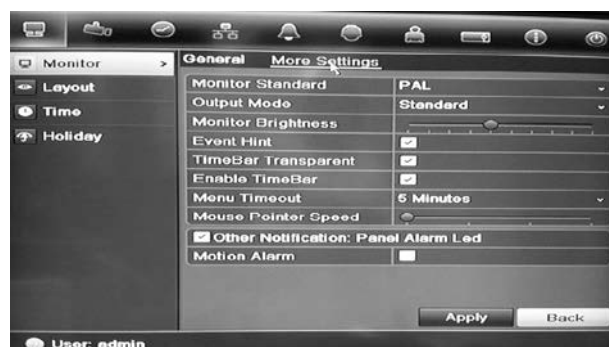 Monitor >
Layout
Time
Holiday
General More Settings
Monitor Standard PAL
Output Mode Standard
Monitor Brightness
Event Hint
TimeBar Transparent
Enable TimeBar
Menu Timeout 5 Minutes
Mouse Pointer Speed
Other Notification: Panel Alarm Led
Motion Alarm
Apply Back
User: admin